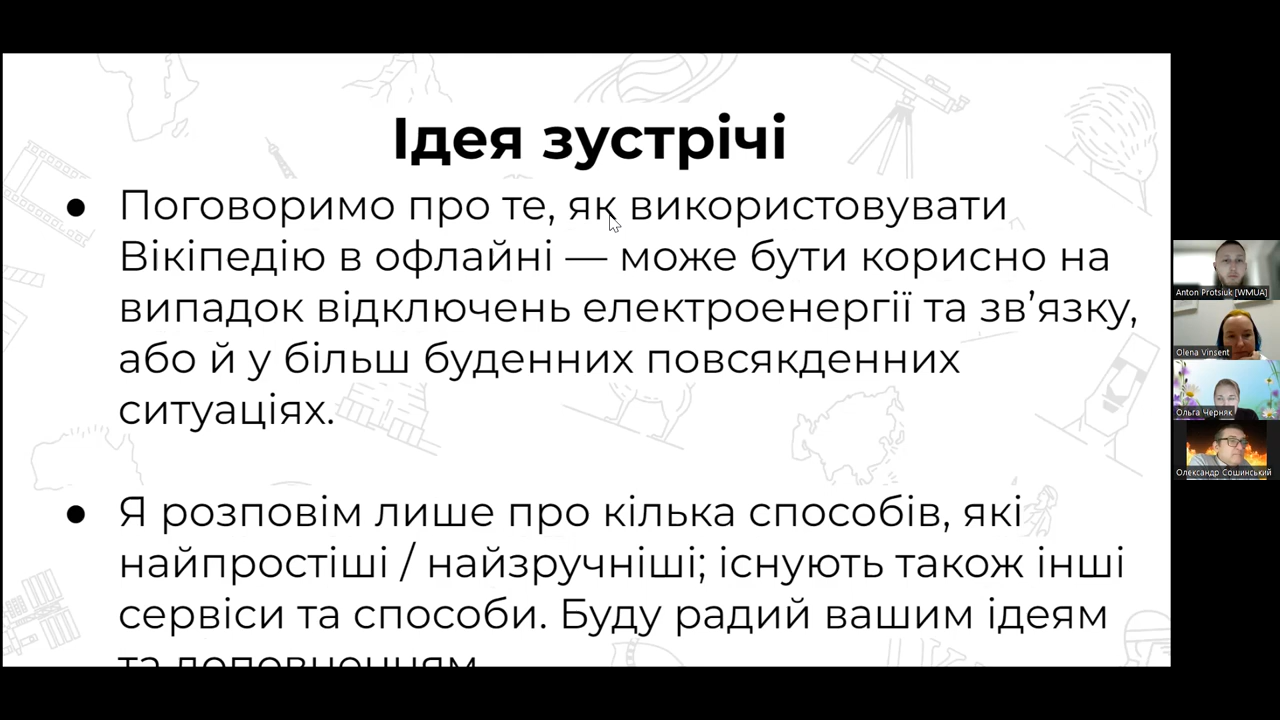 Ідея зустрічі
● Поговоримо про те, як використовувати
Вікіпедію в офлайні — може бути корисно на
випадок відключень електроенергії та зв’язку,
або й у більш буденних повсякденних
ситуаціях.
● Я розповім лише про кілька способів, які
найпростіші / найзручніші; існують також інші
сервіси та способи. Буду радий вашим ідеям
та доповненням
Anton Protsiuk [WMUA]
Olena Vinsent
Ольга Черняк
Олександр Сошинський